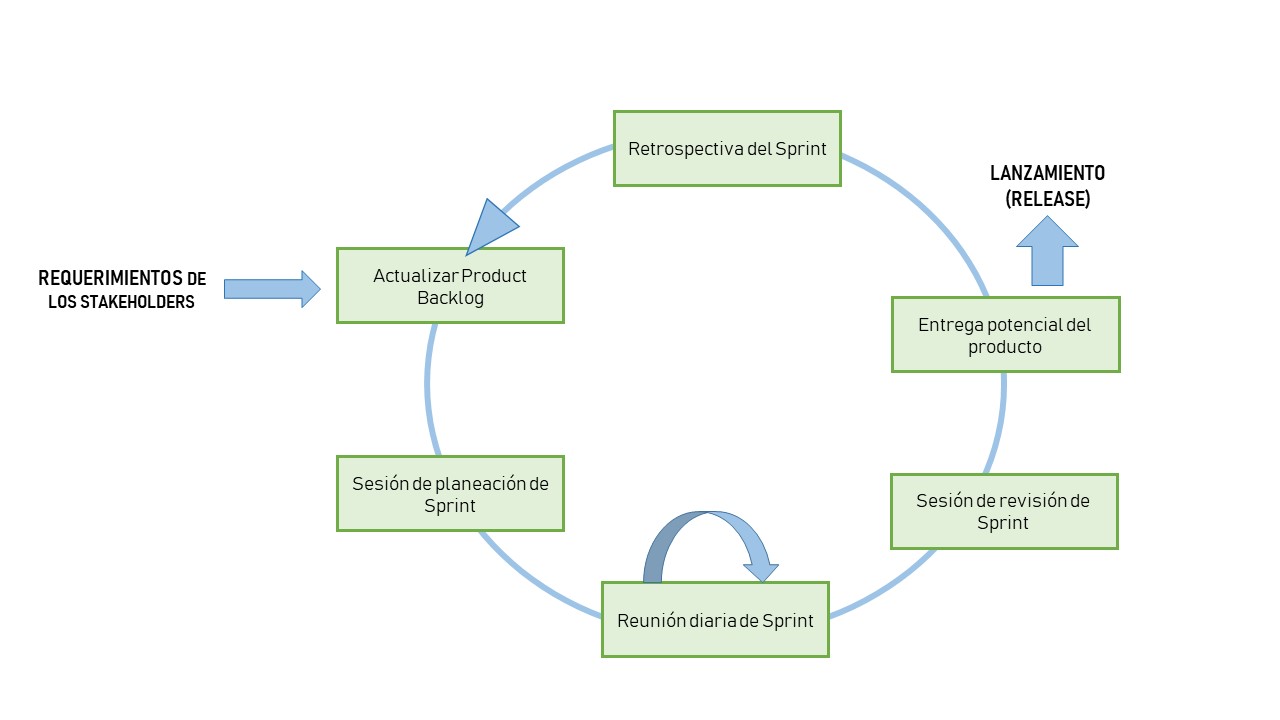 Retrospectiva del Sprint
LANZAMIENTO
(RELEASE)
REQUERIMIENTOS DE
LOS STAKEHOLDERS
Actualizar Product
Backlog
Entrega potencial del
producto
Sesión de planeación de
Sprint
Sesión de revisión de
Sprint
Reunión diaria de Sprint